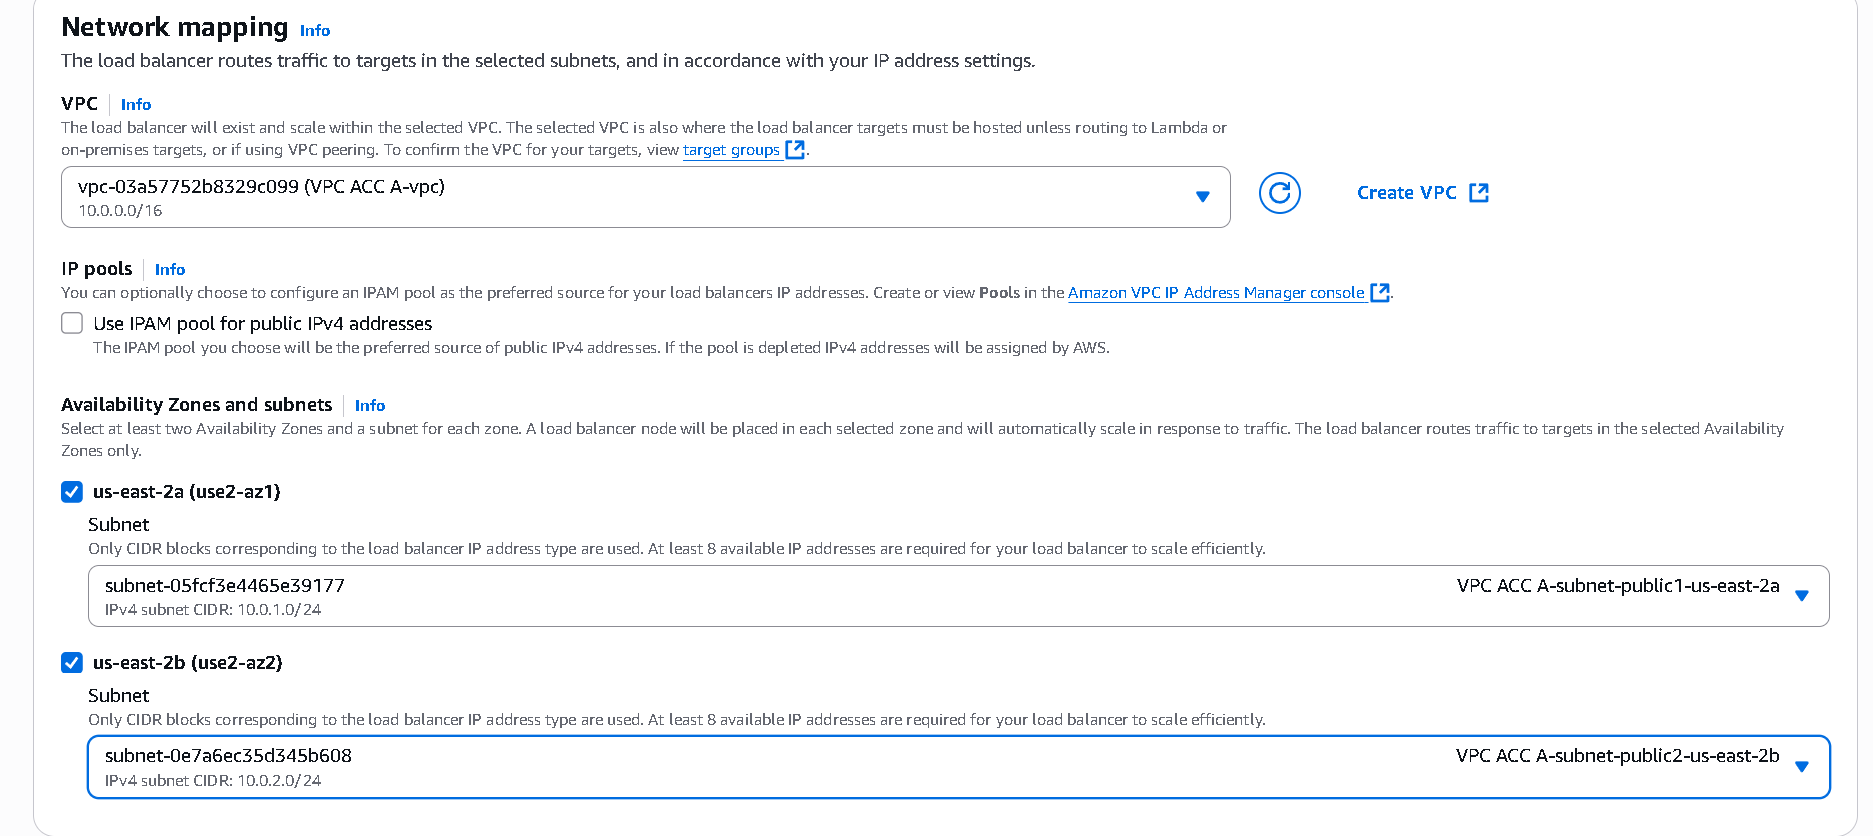 Network mapping Info
The load balancer routes traffic to targets in the selected subnets, and in accordance with your IP address settings.
VPC Info
The load balancer will exist and scale within the selected VPC. The selected VPC is also where the load balancer targets must be hosted unless routing to Lambda or
on-premises targets, or if using VPC peering. To confirm the VPC for your targets, view target groups.
vpc-03a57752b8329c099 (VPC ACC A-vpc)
10.0.0.0/16
Create VPC
IP pools Info
You can optionally choose to configure an IPAM pool as the preferred source for your load balancers IP addresses. Create or view Pools in the Amazon VPC IP Address Manager console.
Use IPAM pool for public IPv4 addresses
The IPAM pool you choose will be the preferred source of public IPv4 addresses. If the pool is depleted IPv4 addresses will be assigned by AWS.
Availability Zones and subnets Info
Select at least two Availability Zones and a subnet for each zone. A load balancer node will be placed in each selected zone and will automatically scale in response to traffic. The load balancer routes traffic to targets in the selected Availability
Zones only.
us-east-2a (use2-az1)
Subnet
Only CIDR blocks corresponding to the load balancer IP address type are used. At least 8 available IP addresses are required for your load balancer to scale efficiently.
subnet-05fcf3e4465e39177 VPC ACC A-subnet-public1-us-east-2a
IPv4 subnet CIDR: 10.0.1.0/24
us-east-2b (use2-az2)
Subnet
Only CIDR blocks corresponding to the load balancer IP address type are used. At least 8 available IP addresses are required for your load balancer to scale efficiently.
subnet-0e7a6ec35d345b608 VPC ACC A-subnet-public2-us-east-2b
IPv4 subnet CIDR: 10.0.2.0/24